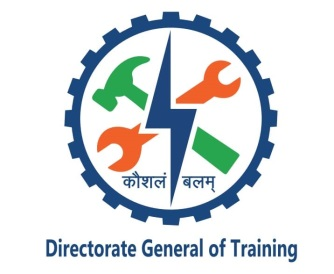 कौशलं बलम्
Directorate General of Training